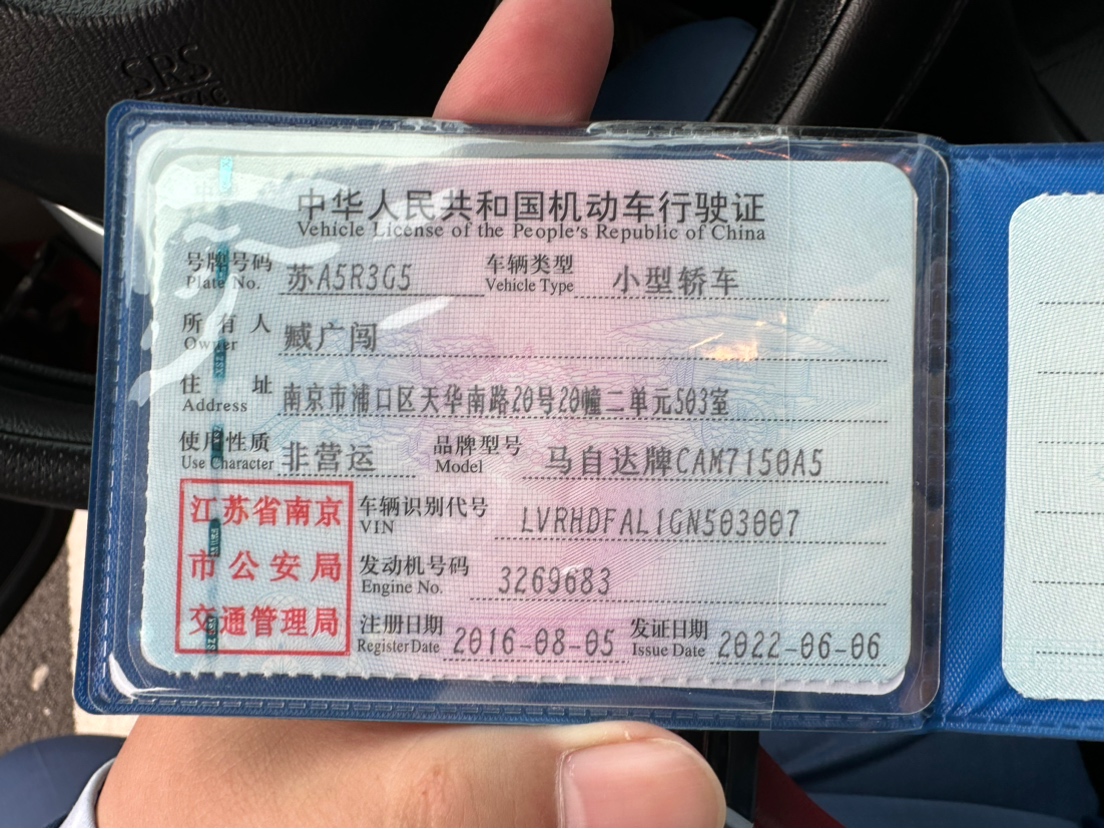 SRS
中华人民共和国机动车行驶证
Vehicle License of the People's Republic of China
号牌号码 苏A5R3G5 车辆类型 小型轿车
Plate No. Vehicle Type
所有人 臧广闯
Owner
住址 南京市浦口区天华南路20号20幢二单元503室
Address
使用性质 非营运 品牌型号 马自达牌CAM7150A5
Use Character Model
江苏省南京
市公安局
交通管理局
车辆识别代号 LVRHDFAL1GN503007
VIN
发动机号码 3269683
Engine No.
注册日期 2016-08-05 发证日期 2022-06-06
Register Date Issue Date